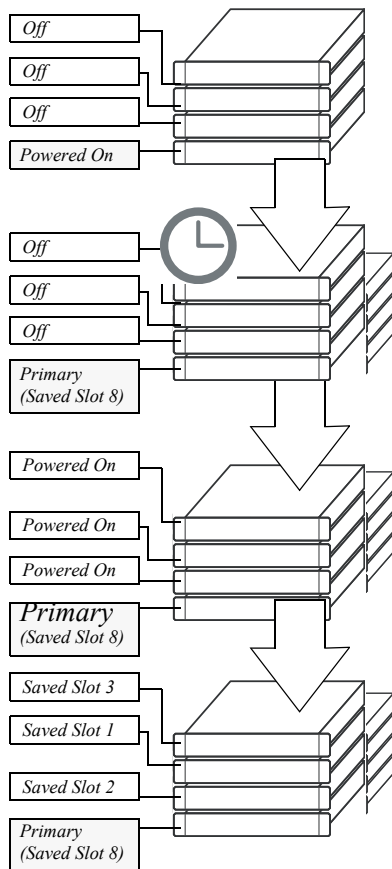 Off
Off
Off
Powered On
Off
Off
Off
Primary
(Saved Slot 8)
Powered On
Powered On
Powered On
Primary
(Saved Slot 8)
Saved Slot 3
Saved Slot 1
Saved Slot 2
Primary
(Saved Slot 8)